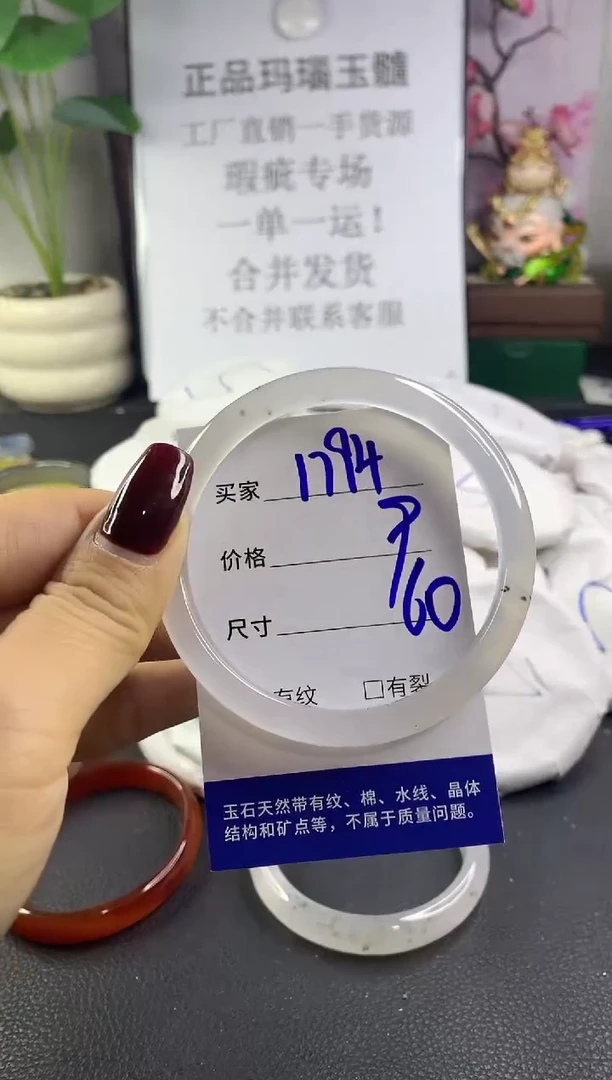 正品玛瑙玉髓
工厂直销一手货源
瑕疵专场
一单一运！
合并发货
不合并联系客服
买家 1794
价格
尺寸 60
有纹 □有裂
玉石天然带有纹、棉、水线、晶体
结构和矿点等，不属于质量问题。